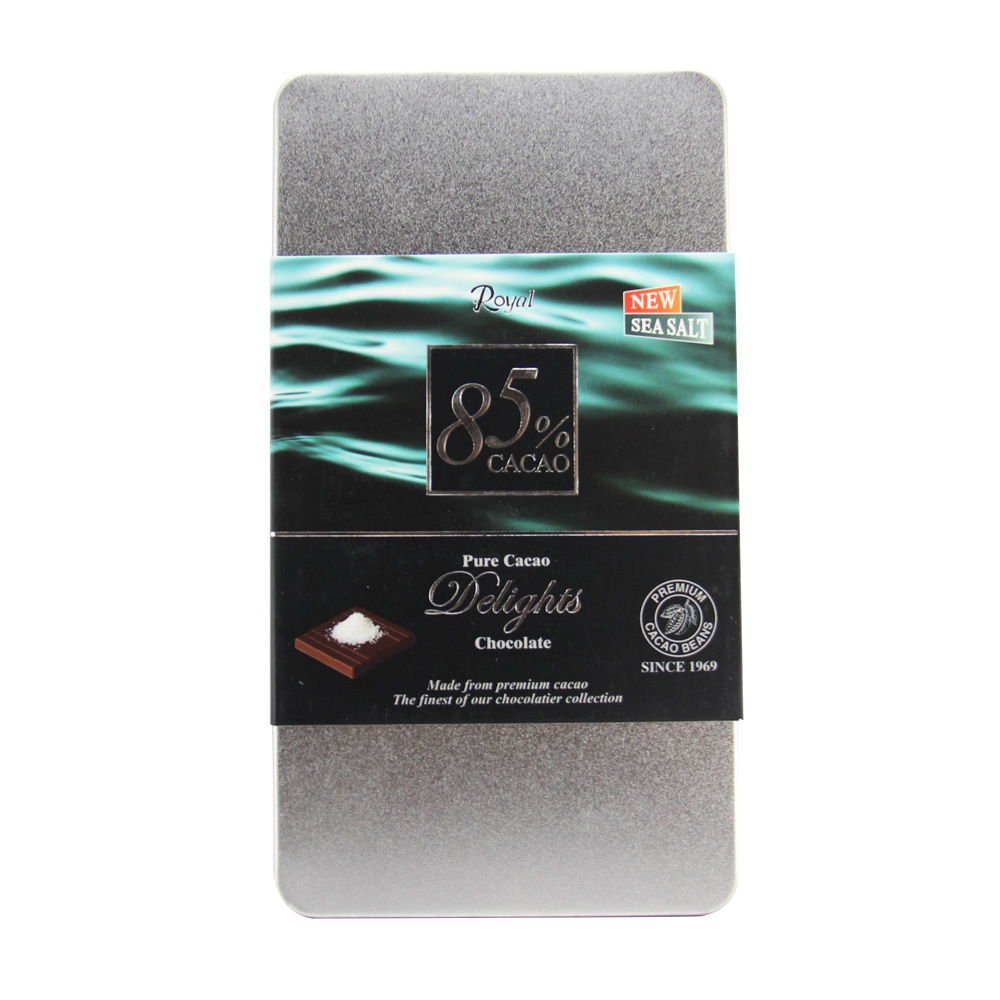 Royal
NEW
SEA SALT
85%
CACAO
Pure Cacao
Delights
Chocolate
PREMIUM
CACAO BEANS
SINCE 1969
Made from premium cacao
The finest of our chocolatier collection